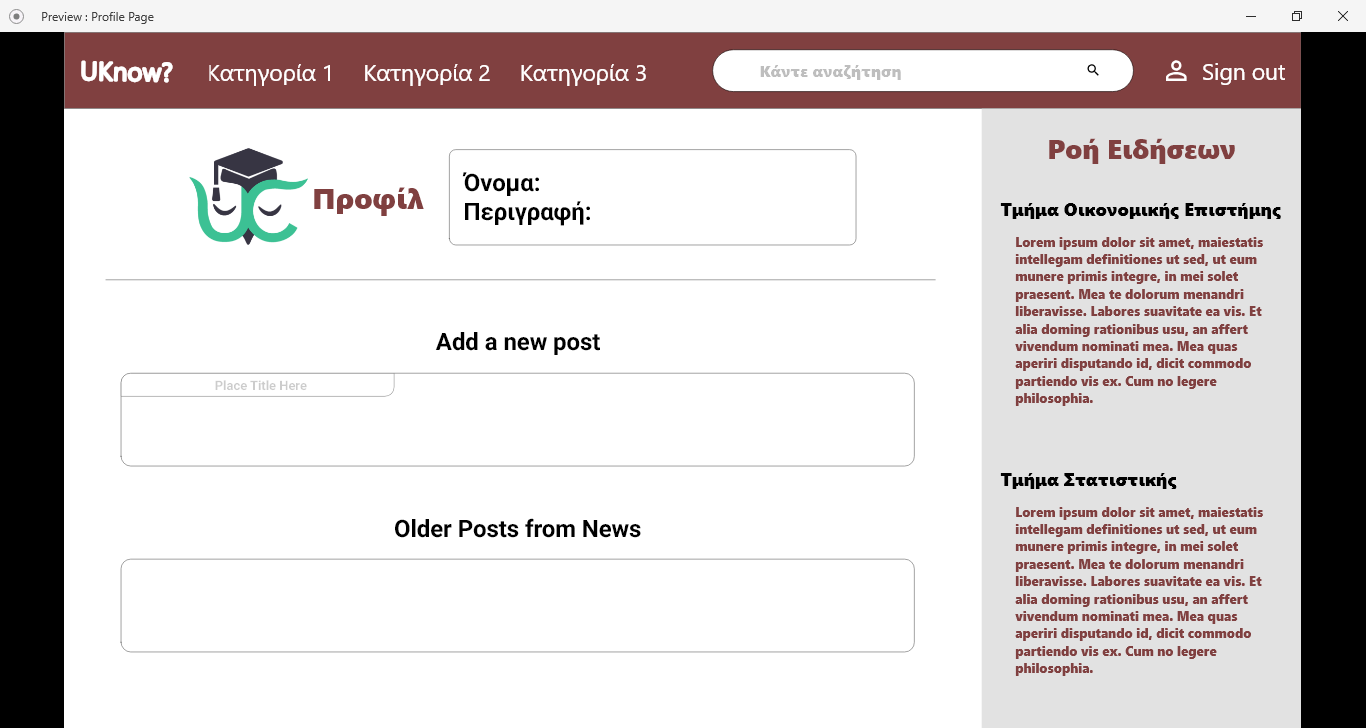 Preview : Profile Page
UKnow? Κατηγορία 1 Κατηγορία 2 Κατηγορία 3 Κάντε αναζήτηση Sign out
Προφίλ
Όνομα:
Περιγραφή:
Add a new post
Place Title Here
Older Posts from News
Ροή Ειδήσεων
Τμήμα Οικονομικής Επιστήμης
Lorem ipsum dolor sit amet, maiestatis
intellegam definitiones ut sed, ut eum
munere primis integre, in mei solet
praesent. Mea te dolorum menandri
liberavisse. Labores suavitate ea vis. Et
alia doming rationibus usu, an affert
vivendum nominati mea. Mea quas
aperiri disputando id, dicit commodo
partiendo vis ex. Cum no legere
philosophia.
Τμήμα Στατιστικής
Lorem ipsum dolor sit amet, maiestatis
intellegam definitiones ut sed, ut eum
munere primis integre, in mei solet
praesent. Mea te dolorum menandri
liberavisse. Labores suavitate ea vis. Et
alia doming rationibus usu, an affert
vivendum nominati mea. Mea quas
aperiri disputando id, dicit commodo
partiendo vis ex. Cum no legere
philosophia.